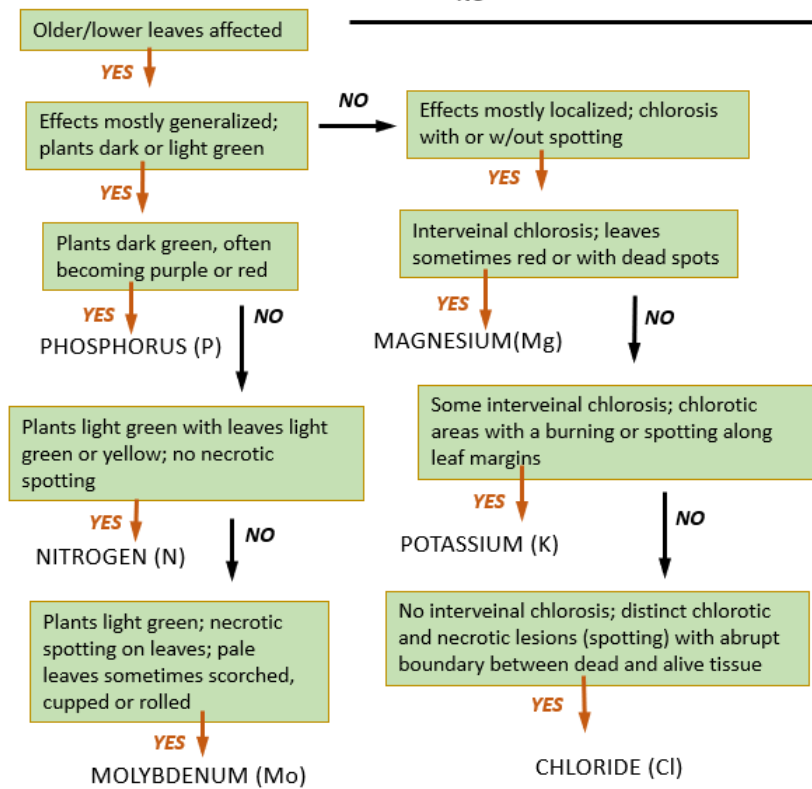 Older/lower leaves affected
YES
Effects mostly generalized;
plants dark or light green
NO
Effects mostly localized; chlorosis
with or w/out spotting
YES
YES
Plants dark green, often
becoming purple or red
Interveinal chlorosis; leaves
sometimes red or with dead spots
YES
NO
YES
NO
PHOSPHORUS (P)
MAGNESIUM(Mg)
Plants light green with leaves light
green or yellow; no necrotic
spotting
Some interveinal chlorosis; chlorotic
areas with a burning or spotting along
leaf margins
YES
NO
YES
NO
NITROGEN (N)
POTASSIUM (K)
Plants light green; necrotic
spotting on leaves; pale
leaves sometimes scorched,
cupped or rolled
No interveinal chlorosis; distinct chlorotic
and necrotic lesions (spotting) with abrupt
boundary between dead and alive tissue
YES
YES
MOLYBDENUM (Mo)
CHLORIDE (Cl)